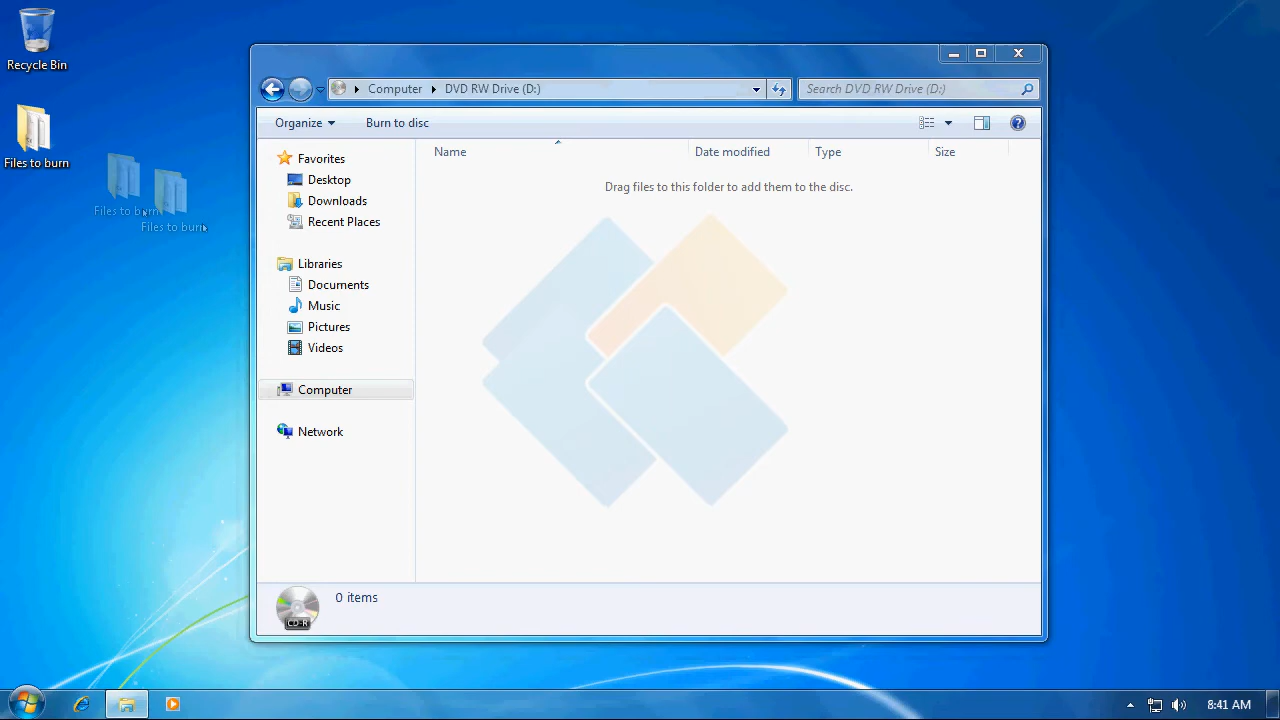 Recycle Bin
Files to burn
Files to burn
Files to burn
Computer
DVD RW Drive (D:)
Search DVD RW Drive (D:)
Organize
Burn to disc
Name
Date modified
Type
Size
Drag files to this folder to add them to the disc.
Favorites
Desktop
Downloads
Recent Places
Libraries
Documents
Music
Pictures
Videos
Computer
Network
0 items
CD-R
8:41 AM